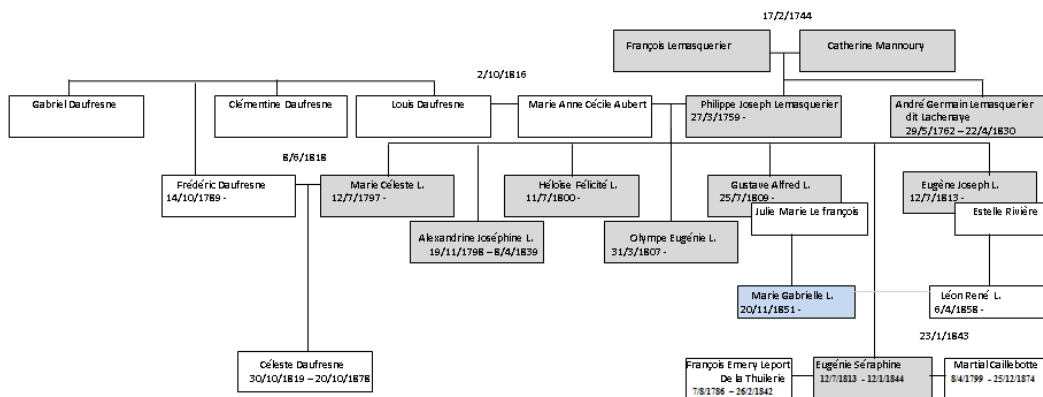 17/2/1744
François Lemasquerier
Catherine Mannoury
2/10/1816
Gabriel Daufresne
Clémentine Daufresne
Louis Daufresne
Marie Anne Cécile Aubert
Philippe Joseph Lemasquerier
27/3/1759 -
André Germain Lemasquerier
dit Lachenaye
29/5/1762 – 22/4/1830
8/6/1818
Frédéric Daufresne
14/10/1789 -
Marie Céleste L.
12/7/1797 -
Héloïse Félicité L.
11/7/1800 -
Gustave Alfred L.
25/7/1809 -
Julie Marie Le françois
Eugène Joseph L.
12/7/1813 -
Estelle Rivière
Alexandrine Joséphine L.
19/11/1798 – 8/4/1839
Olympe Eugénie L.
31/3/1807 -
Marie Gabrielle L.
20/11/1851 -
Léon René L.
6/4/1858 -
23/1/1843
Céleste Daufresne
30/10/1819 – 20/10/1878
François Emery Leport
De la Thuilerie
7/8/1786 – 26/2/1842
Eugénie Séraphine
12/7/1813 - 12/1/1844
Martial Caillebotte
8/4/1799 - 25/12/1874